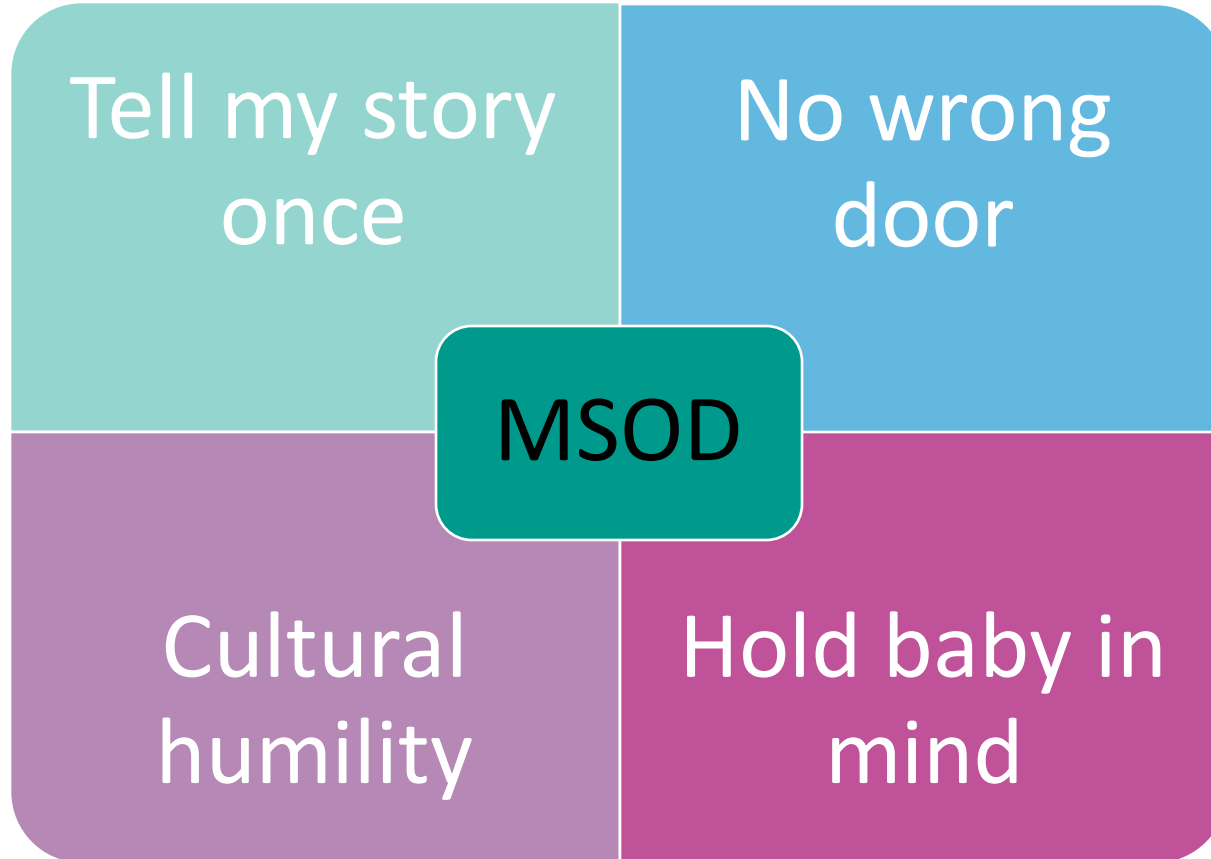 Tell my story
once
No wrong
door
MSOD
Cultural
humility
Hold baby in
mind